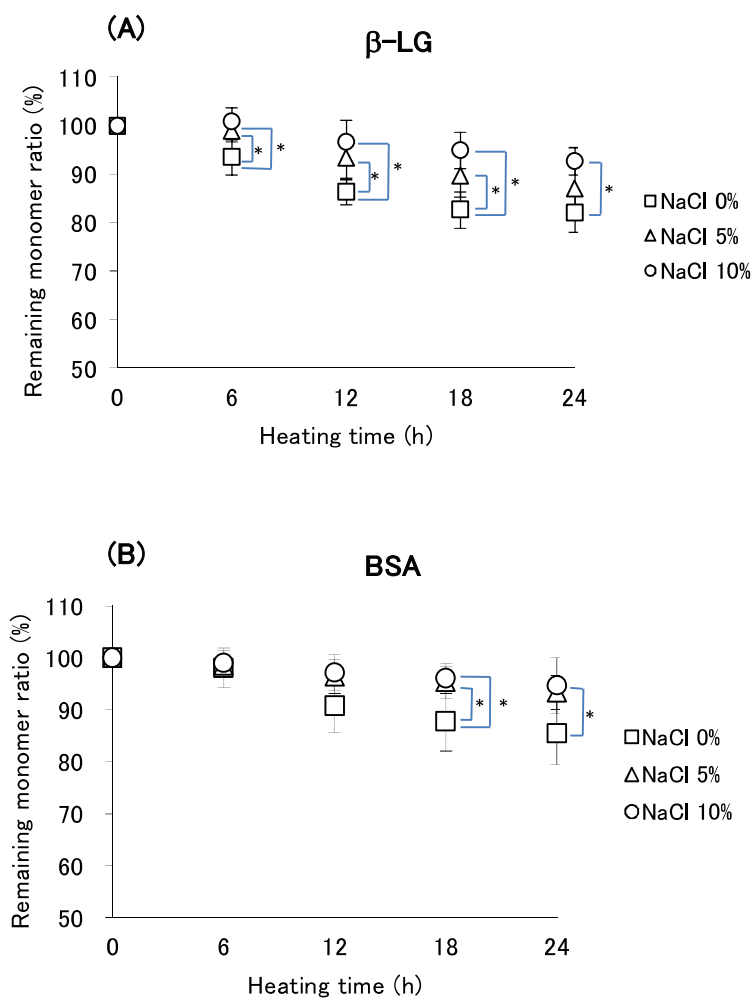 (A)
β-LG
110
100
90
80
70
60
50
Remaining monomer ratio (%)
* *
* *
* *
*
0 6 12 18 24
Heating time (h)
NaCl 0%
NaCl 5%
NaCl 10%
(B)
BSA
110
100
90
80
70
60
50
Remaining monomer ratio (%)
* *
*
0 6 12 18 24
Heating time (h)
NaCl 0%
NaCl 5%
NaCl 10%